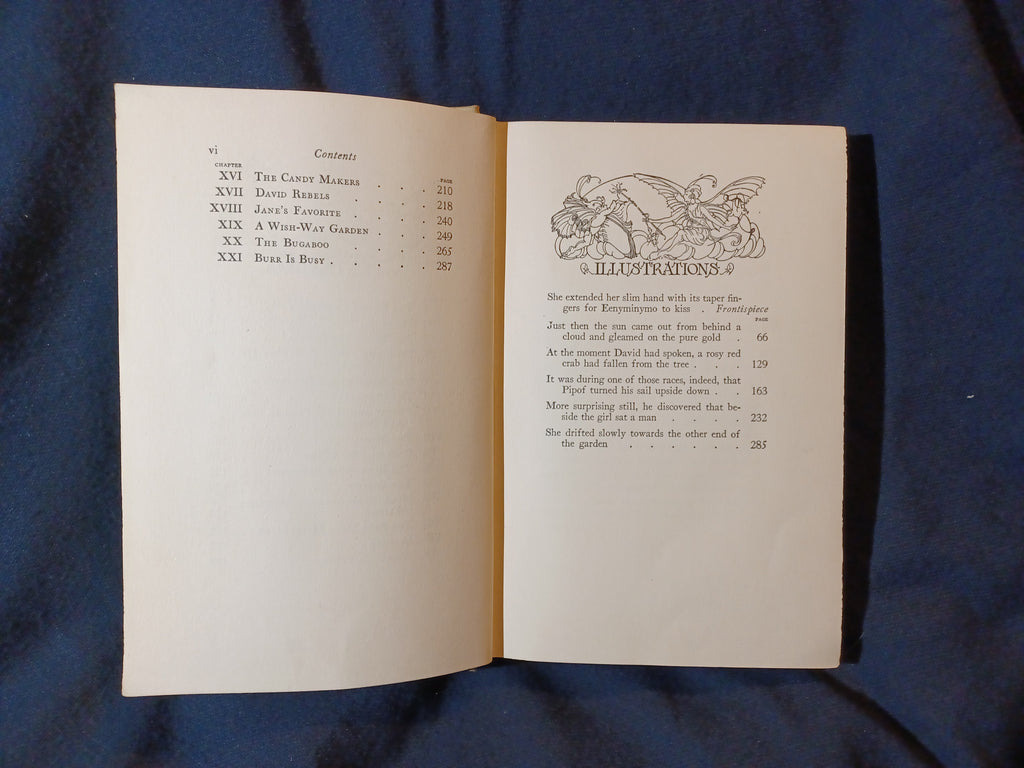 vi Contents
CHAPTER PAGE
XVI The Candy Makers . . . 210
XVII David Rebels . . . . 218
XVIII Jane's Favorite . . . . 240
XIX A Wish-Way Garden . . . 249
XX The Bugaboo . . . . 265
XXI Burr Is Busy . . . . . 287
ILLUSTRATIONS
She extended her slim hand with its taper fin-
gers for Eenyminymo to kiss . Frontispiece
PAGE
Just then the sun came out from behind a
cloud and gleamed on the pure gold . 66
At the moment David had spoken, a rosy red
crab had fallen from the tree . . . 129
It was during one of those races, indeed, that
Pipof turned his sail upside down . . 163
More surprising still, he discovered that be-
side the girl sat a man . . . . 232
She drifted slowly towards the other end of
the garden . . . . . . 285